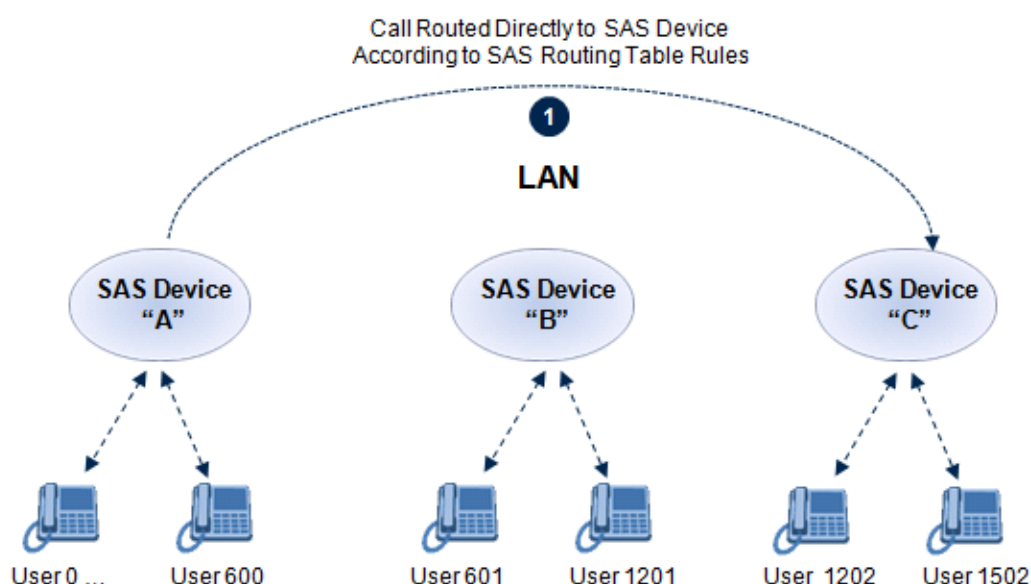 Call Routed Directly to SAS Device
According to SAS Routing Table Rules
1
LAN
SAS Device
“A”
SAS Device
“B”
SAS Device
“C”
User 0 ...
User 600
User 601
User 1201
User 1202
User 1502